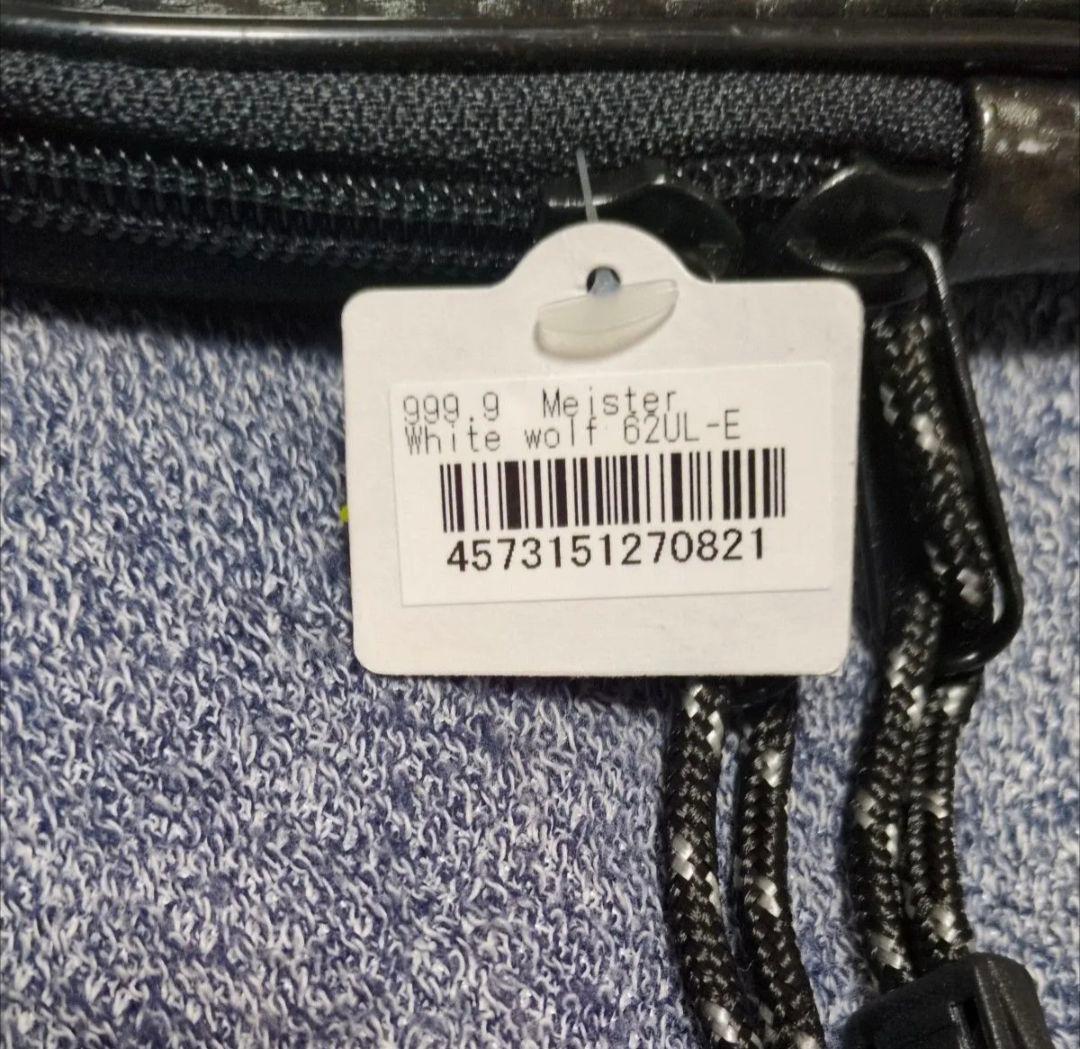 999.9 Meister
White wolf 62UL-E
4573151270821